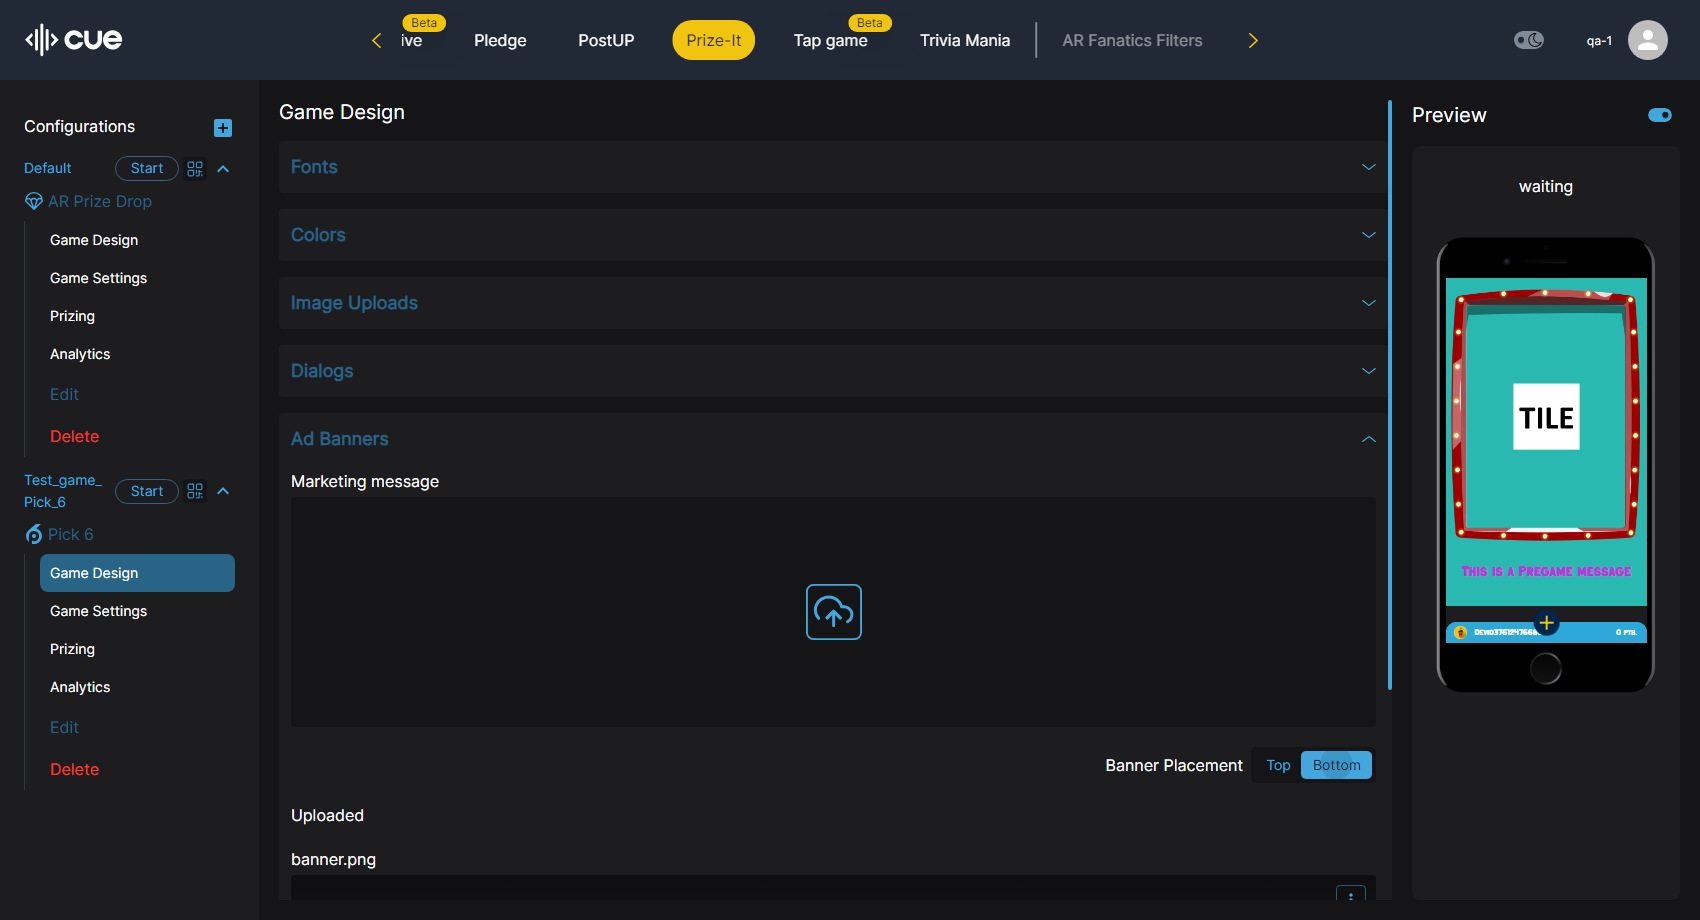 cue
Beta
ive
Pledge
PostUP
Prize-It
Beta
Tap game
Trivia Mania
AR Fanatics Filters
qa-1
Configurations
Default
Start
AR Prize Drop
Game Design
Game Settings
Prizing
Analytics
Edit
Delete
Test_game_
Pick_6
Start
Pick 6
Game Design
Game Settings
Prizing
Analytics
Edit
Delete
Game Design
Fonts
Colors
Image Uploads
Dialogs
Ad Banners
Marketing message
Banner Placement
Top
Bottom
Uploaded
banner.png
Preview
waiting
TILE
This is a Pregame message
0 pts.